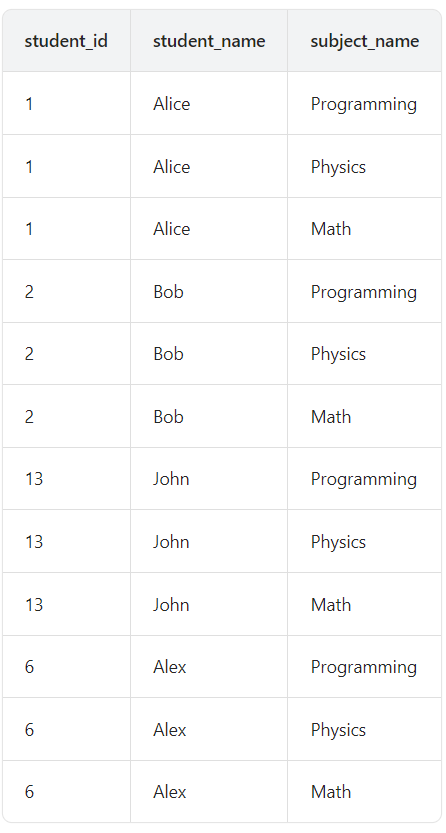 student_id student_name subject_name
1 Alice Programming
1 Alice Physics
1 Alice Math
2 Bob Programming
2 Bob Physics
2 Bob Math
13 John Programming
13 John Physics
13 John Math
6 Alex Programming
6 Alex Physics
6 Alex Math